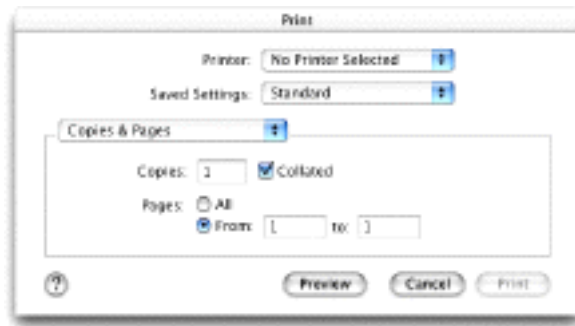 Print
Printer: No Printer Selected
Saved Settings: Standard
Copies & Pages
Copies: 1 Collated
Pages: All
From: 1 to: 1
? Preview Cancel Print